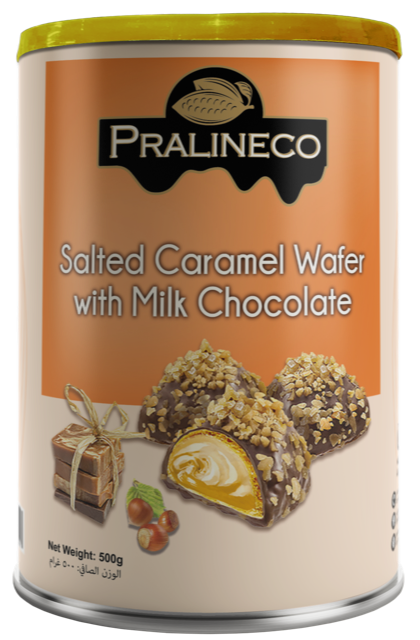 PRALINECO
Salted Caramel Wafer
with Milk Chocolate
Net Weight: 500g
الوزن الصافي: ٥٠٠ غرام